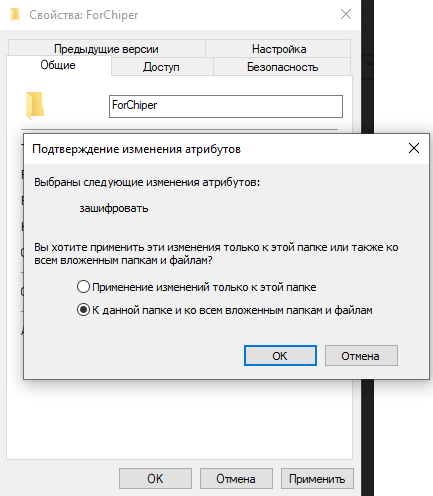 Свойства: ForChiper
Предыдущие версии
Настройка
Общие
Доступ
Безопасность
ForChiper
Подтверждение изменения атрибутов
Выбраны следующие изменения атрибутов:
зашифровать
Вы хотите применить эти изменения только к этой папке или также ко
всем вложенным папкам и файлам?
Применение изменений только к этой папке
К данной папке и ко всем вложенным папкам и файлам
OK
Отмена
OK
Отмена
Применить